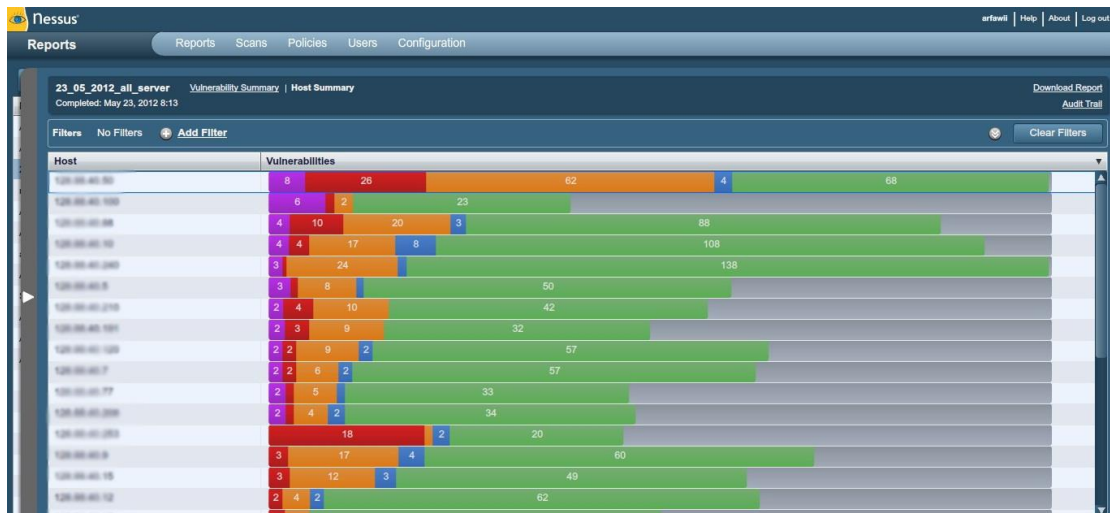 nessus
arfawii | Help | About | Log out
Reports Reports Scans Policies Users Configuration
23_05_2012_all_server Vulnerability Summary | Host Summary Download Report
Completed: May 23, 2012 8:13 Audit Trail
Filters No Filters Add Filter Clear Filters
Host Vulnerabilities
8 26 62 4 68
6 2 23
4 10 20 3 88
4 4 17 8 108
3 24 138
3 8 50
2 4 10 42
2 3 9 32
2 2 9 2 57
2 2 6 2 57
2 5 33
2 4 2 34
18 2 20
3 17 4 60
3 12 3 49
2 4 2 62